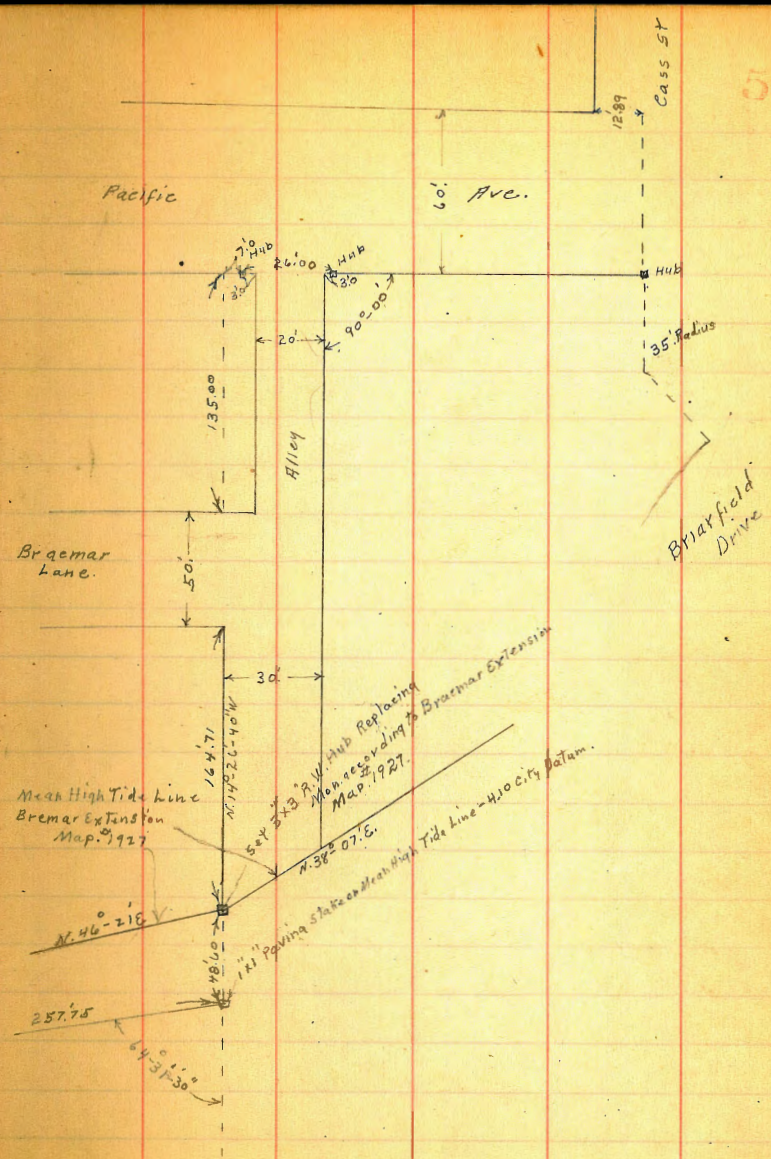 5
Cass St
12.89
Pacific Ave.
60'.
7'.0
Hub
3'.0
26'.00
Hub
3'.0
90°-00'
Hub
35' Radius
20'
135.00
Alley
Briarfield
Drive
Braemar
Lane.
50'.
30'.
164'.71
N.14°-26'-40"W
Set 3"x3" R.W. Hub Replacing
Mon. according to Braemar Extension
Map. # 1927.
Mean High Tide Line
Bremar Extension
Map. # 1927
N.38°-07'.E.
N.46°-21'E
48'.60
1"x1" Paving Stake on Mean High Tide Line - 4.10 City Datum.
257'.75
64°-31'-30"